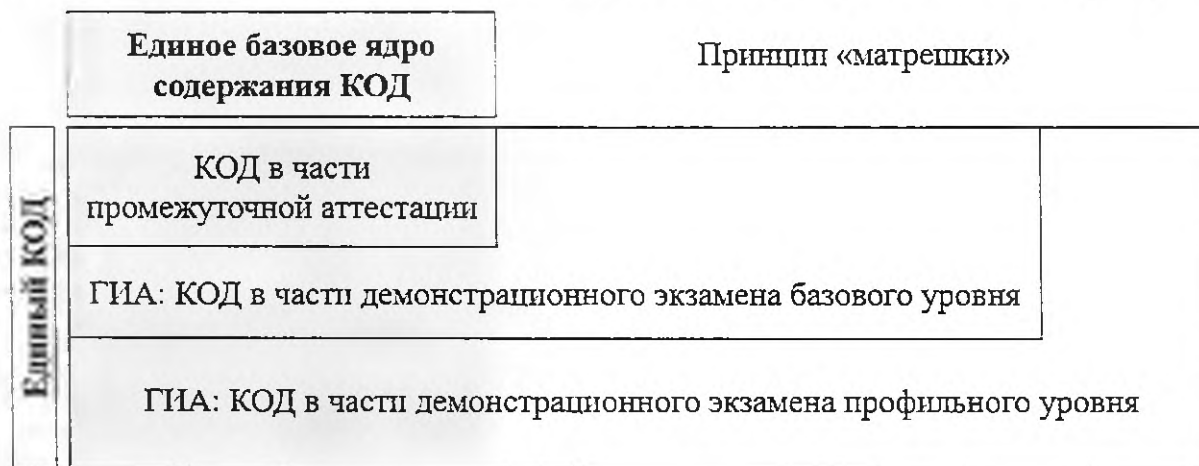 Единое базовое ядро
содержания КОД
Принцип «матрешки»
Единый КОД
КОД в части
промежуточной аттестации
ГИА: КОД в части демонстрационного экзамена базового уровня
ГИА: КОД в части демонстрационного экзамена профильного уровня